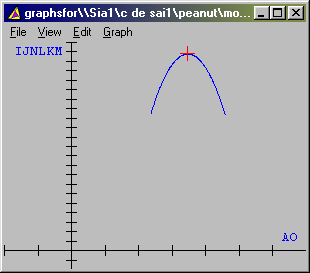 graphsfor\\Sia1\c de sai1\peanut\mo...
File View Edit Graph
IJNLKM
AO